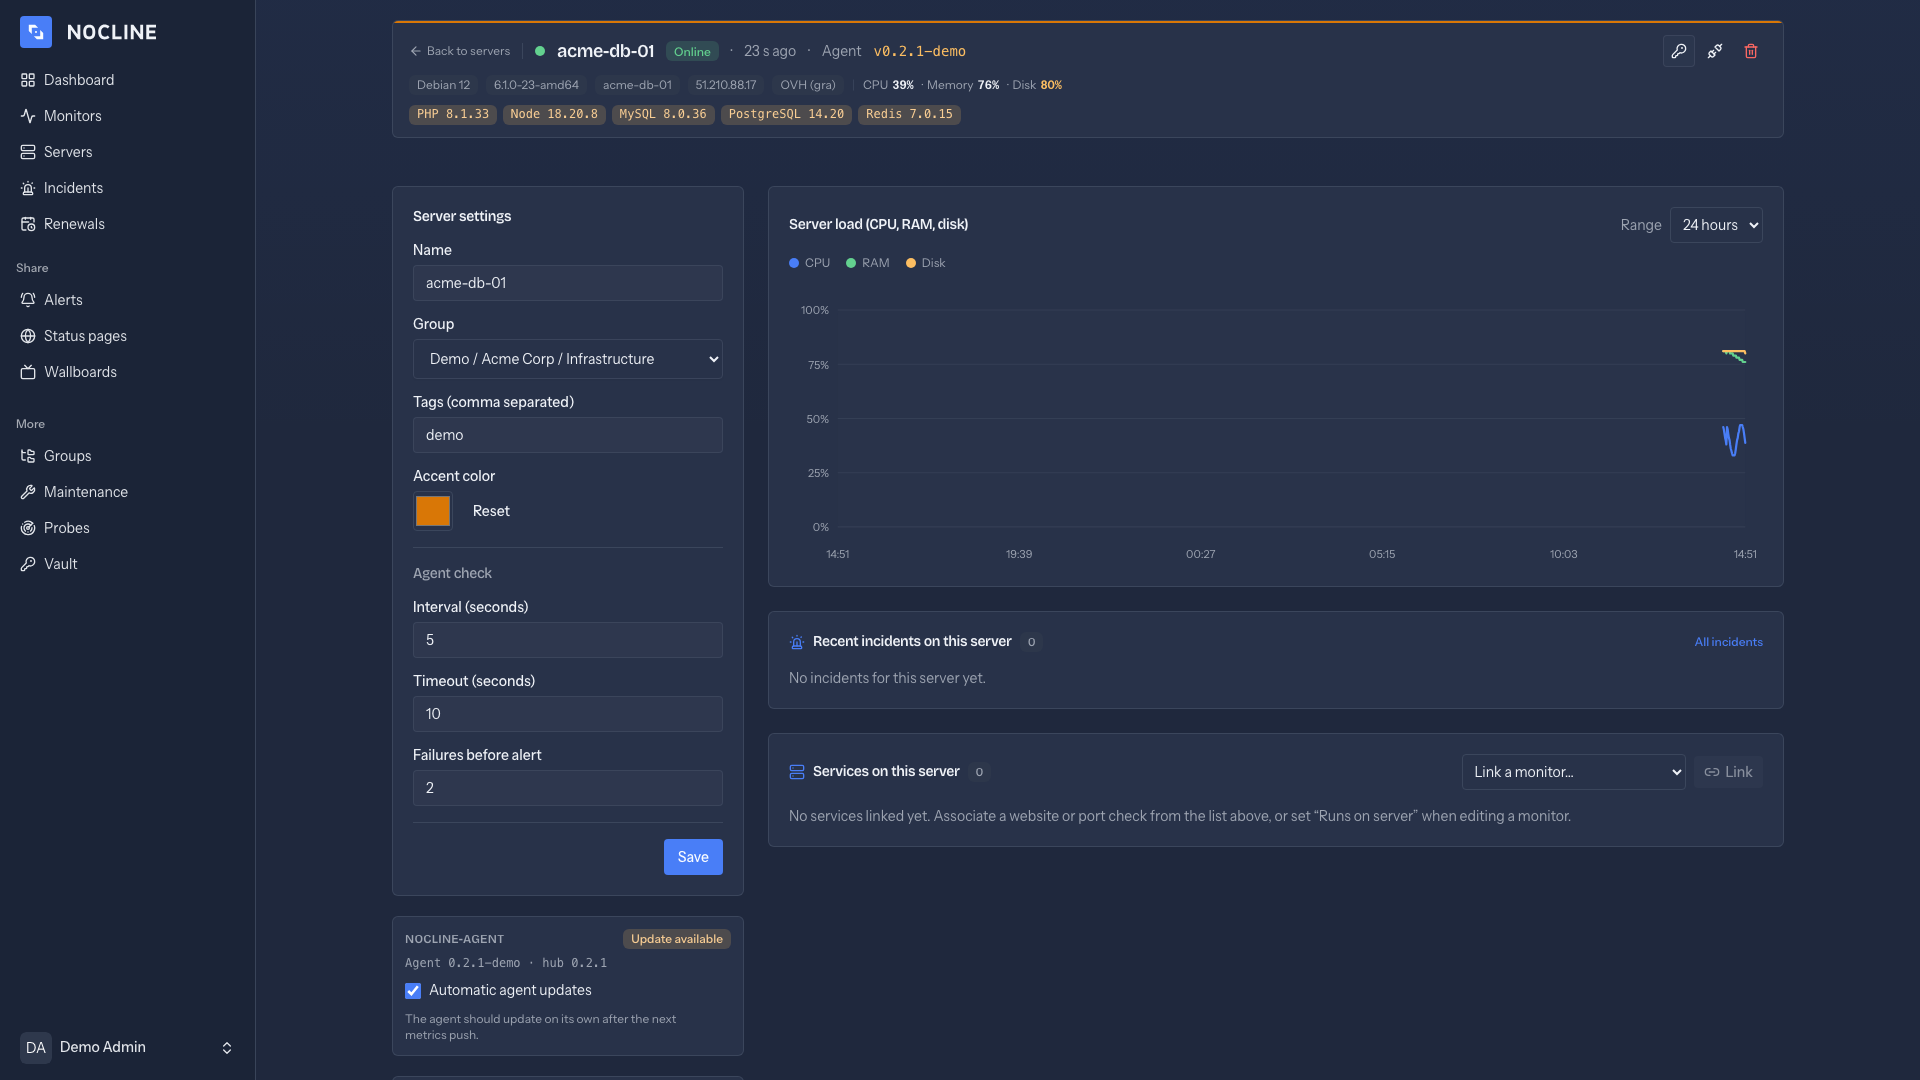 NOCLINE
Dashboard
Monitors
Servers
Incidents
Renewals
Share
Alerts
Status pages
Wallboards
More
Groups
Maintenance
Probes
Vault
DA Demo Admin
Back to servers acme-db-01 Online · 23 s ago · Agent v0.2.1-demo
Debian 12 6.1.0-23-amd64 acme-db-01 51.210.88.17 OVH (gra) CPU 39% · Memory 76% · Disk 80%
PHP 8.1.33 Node 18.20.8 MySQL 8.0.36 PostgreSQL 14.20 Redis 7.0.15
Server settings
Name
acme-db-01
Group
Demo / Acme Corp / Infrastructure
Tags (comma separated)
demo
Accent color
Reset
Agent check
Interval (seconds)
5
Timeout (seconds)
10
Failures before alert
2
Save
NOCLINE-AGENT Update available
Agent 0.2.1-demo · hub 0.2.1
Automatic agent updates
The agent should update on its own after the next
metrics push.
Server load (CPU, RAM, disk) Range 24 hours
CPU RAM Disk
100%
75%
50%
25%
0%
14:51 19:39 00:27 05:15 10:03 14:51
Recent incidents on this server 0 All incidents
No incidents for this server yet.
Services on this server 0 Link a monitor... Link
No services linked yet. Associate a website or port check from the list above, or set “Runs on server” when editing a monitor.